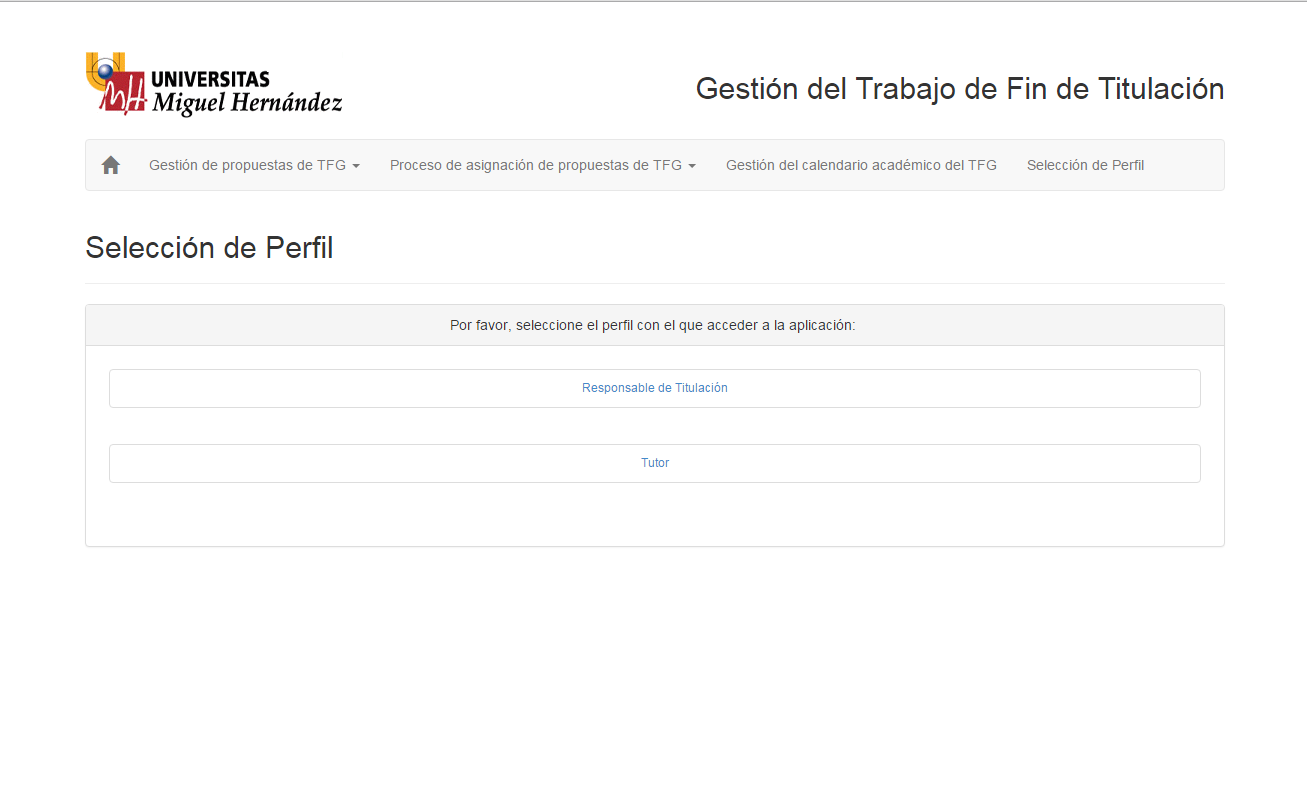 UNIVERSITAS
Miguel Hernández
Gestión del Trabajo de Fin de Titulación
Gestión de propuestas de TFG Proceso de asignación de propuestas de TFG Gestión del calendario académico del TFG Selección de Perfil
Selección de Perfil
Por favor, seleccione el perfil con el que acceder a la aplicación:
Responsable de Titulación
Tutor